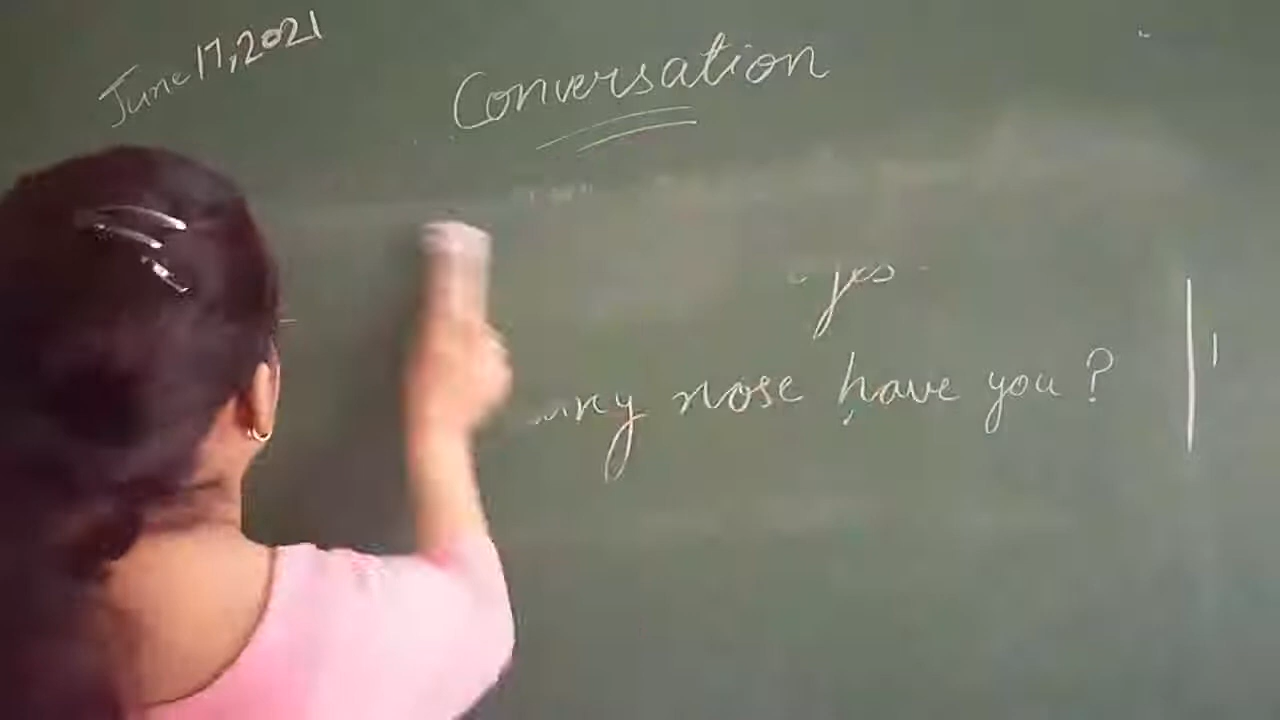 June 17, 2021
Conversation
yes
nose have you ?